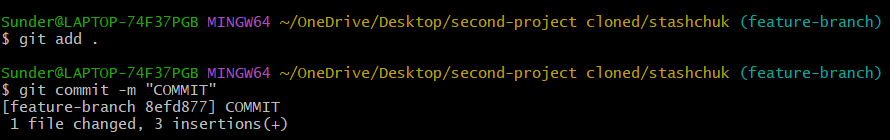 Sunder@LAPTOP-74F37PGB MINGW64 ~/OneDrive/Desktop/second-project cloned/stashchuk (feature-branch)
$ git add .
Sunder@LAPTOP-74F37PGB MINGW64 ~/OneDrive/Desktop/second-project cloned/stashchuk (feature-branch)
$ git commit -m "COMMIT"
[feature-branch 8efd877] COMMIT
 1 file changed, 3 insertions(+)